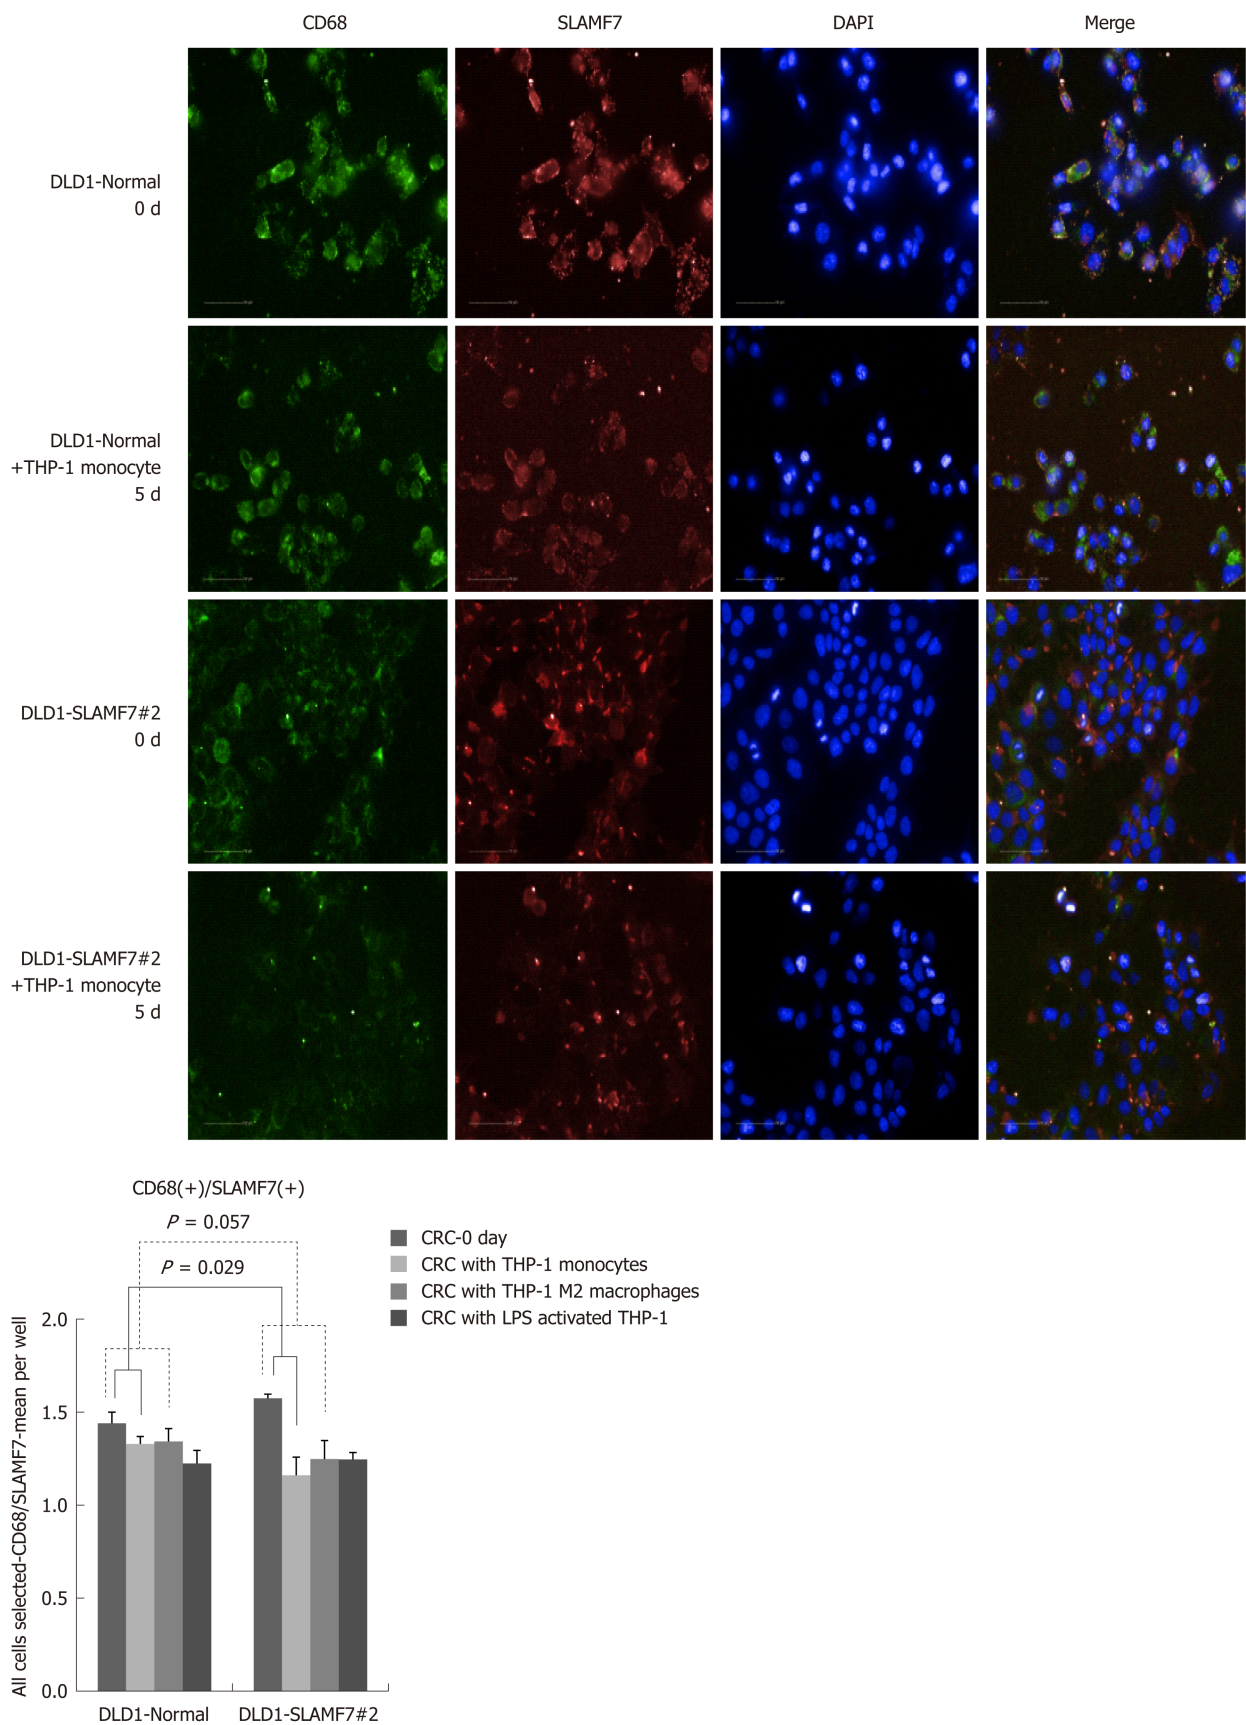 CD68 SLAMF7 DAPI Merge
DLD1-Normal
0 d
DLD1-Normal
+THP-1 monocyte
5 d
DLD1-SLAMF7#2
0 d
DLD1-SLAMF7#2
+THP-1 monocyte
5 d
CD68(+)/SLAMF7(+)
P = 0.057
P = 0.029
CRC-0 day
CRC with THP-1 monocytes
CRC with THP-1 M2 macrophages
CRC with LPS activated THP-1
All cells selected-CD68/SLAMF7-mean per well
2.0
1.5
1.0
0.5
0.0
DLD1-Normal DLD1-SLAMF7#2